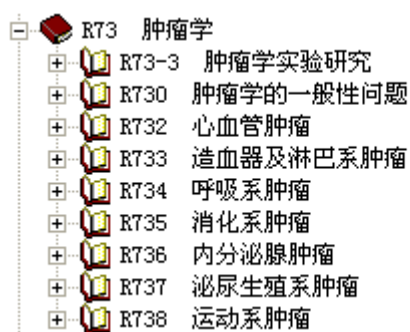 R73 肿瘤学
R73-3 肿瘤学实验研究
R730 肿瘤学的一般性问题
R732 心血管肿瘤
R733 造血器及淋巴系肿瘤
R734 呼吸系肿瘤
R735 消化系肿瘤
R736 内分泌腺肿瘤
R737 泌尿生殖系肿瘤
R738 运动系肿瘤